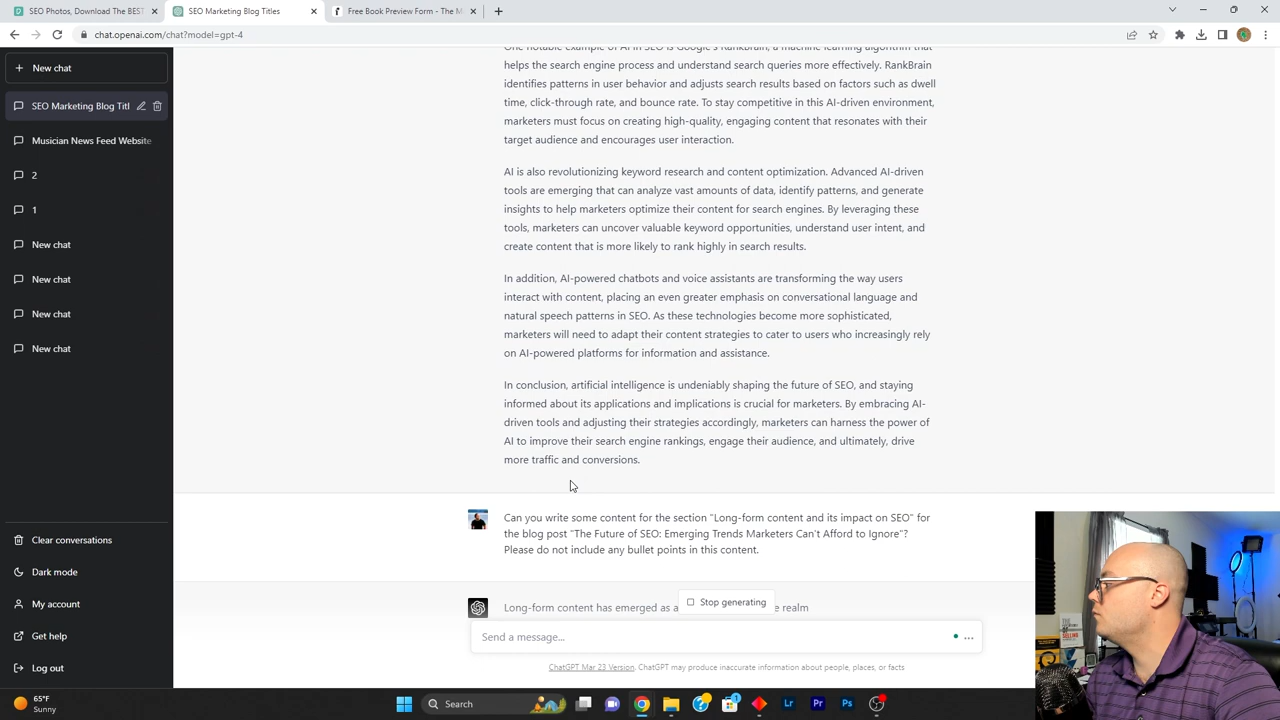 SEO Photos, Download The BEST
SEO Marketing Blog Titles
Free Book Preview Form - The M
chat.openai.com/chat?model=gpt-4
New chat
SEO Marketing Blog Titl
Musician News Feed Website
2
1
New chat
New chat
New chat
New chat
Clear conversations
Dark mode
My account
Get help
Log out
One notable example of AI in SEO is Google's RankBrain, a machine learning algorithm that
helps the search engine process and understand search queries more effectively. RankBrain
identifies patterns in user behavior and adjusts search results based on factors such as dwell
time, click-through rate, and bounce rate. To stay competitive in this AI-driven environment,
marketers must focus on creating high-quality, engaging content that resonates with their
target audience and encourages user interaction.
AI is also revolutionizing keyword research and content optimization. Advanced AI-driven
tools are emerging that can analyze vast amounts of data, identify patterns, and generate
insights to help marketers optimize their content for search engines. By leveraging these
tools, marketers can uncover valuable keyword opportunities, understand user intent, and
create content that is more likely to rank highly in search results.
In addition, AI-powered chatbots and voice assistants are transforming the way users
interact with content, placing an even greater emphasis on conversational language and
natural speech patterns in SEO. As these technologies become more sophisticated,
marketers will need to adapt their content strategies to cater to users who increasingly rely
on AI-powered platforms for information and assistance.
In conclusion, artificial intelligence is undeniably shaping the future of SEO, and staying
informed about its applications and implications is crucial for marketers. By embracing AI-
driven tools and adjusting their strategies accordingly, marketers can harness the power of
AI to improve their search engine rankings, engage their audience, and ultimately, drive
more traffic and conversions.
Can you write some content for the section "Long-form content and its impact on SEO" for
the blog post "The Future of SEO: Emerging Trends Marketers Can't Afford to Ignore"?
Please do not include any bullet points in this content.
Stop generating
Long-form content has emerged as a realm
Send a message...
ChatGPT Mar 23 Version. ChatGPT may produce inaccurate information about people, places, or facts
65°F
Sunny
Search
Lr
Pr
Ps